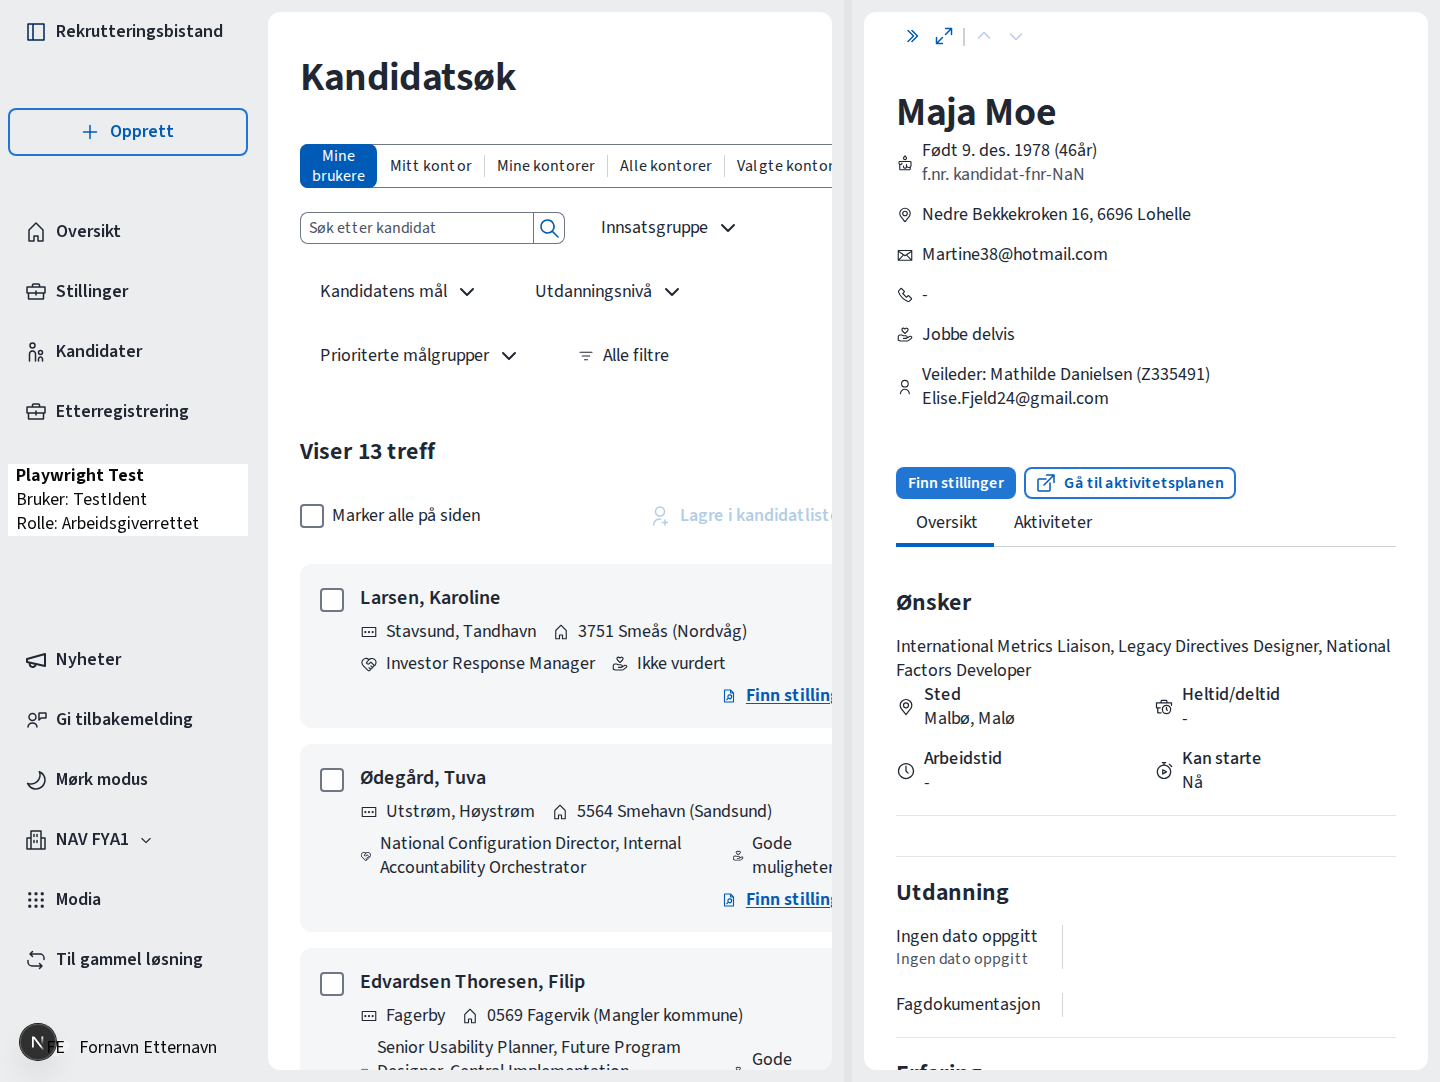 Rekrutteringsbistand
Opprett
Oversikt
Stillinger
Kandidater
Etterregistrering
Playwright Test
Bruker: TestIdent
Rolle: Arbeidsgiverrettet
Nyheter
Gi tilbakemelding
Mørk modus
NAV FYA1
Modia
Til gammel løsning
FE Fornavn Etternavn
Kandidatsøk
Mine brukere
Mitt kontor
Mine kontorer
Alle kontorer
Valgte kontor
Søk etter kandidat
Innsatsgruppe
Kandidatens mål
Utdanningsnivå
Prioriterte målgrupper
Alle filtre
Viser 13 treff
Marker alle på siden
Lagre i kandidatliste
Larsen, Karoline
Stavsund, Tandhavn
3751 Smeås (Nordvåg)
Investor Response Manager
Ikke vurdert
Finn stilling
Ødegård, Tuva
Utstrøm, Høystrøm
5564 Smehavn (Sandsund)
National Configuration Director, Internal
Accountability Orchestrator
Gode
muligheter
Finn stilling
Edvardsen Thoresen, Filip
Fagerby
0569 Fagervik (Mangler kommune)
Senior Usability Planner, Future Program
Designer, Central Implementation
Gode
Maja Moe
Født 9. des. 1978 (46år)
f.nr. kandidat-fnr-NaN
Nedre Bekkekroken 16, 6696 Lohelle
Martine38@hotmail.com
-
Jobbe delvis
Veileder: Mathilde Danielsen (Z335491)
Elise.Fjeld24@gmail.com
Finn stillinger
Gå til aktivitetsplanen
Oversikt
Aktiviteter
Ønsker
International Metrics Liaison, Legacy Directives Designer, National
Factors Developer
Sted
Malbø, Malø
Heltid/deltid
-
Arbeidstid
-
Kan starte
Nå
Utdanning
Ingen dato oppgitt
Ingen dato oppgitt
Fagdokumentasjon
Erfaring